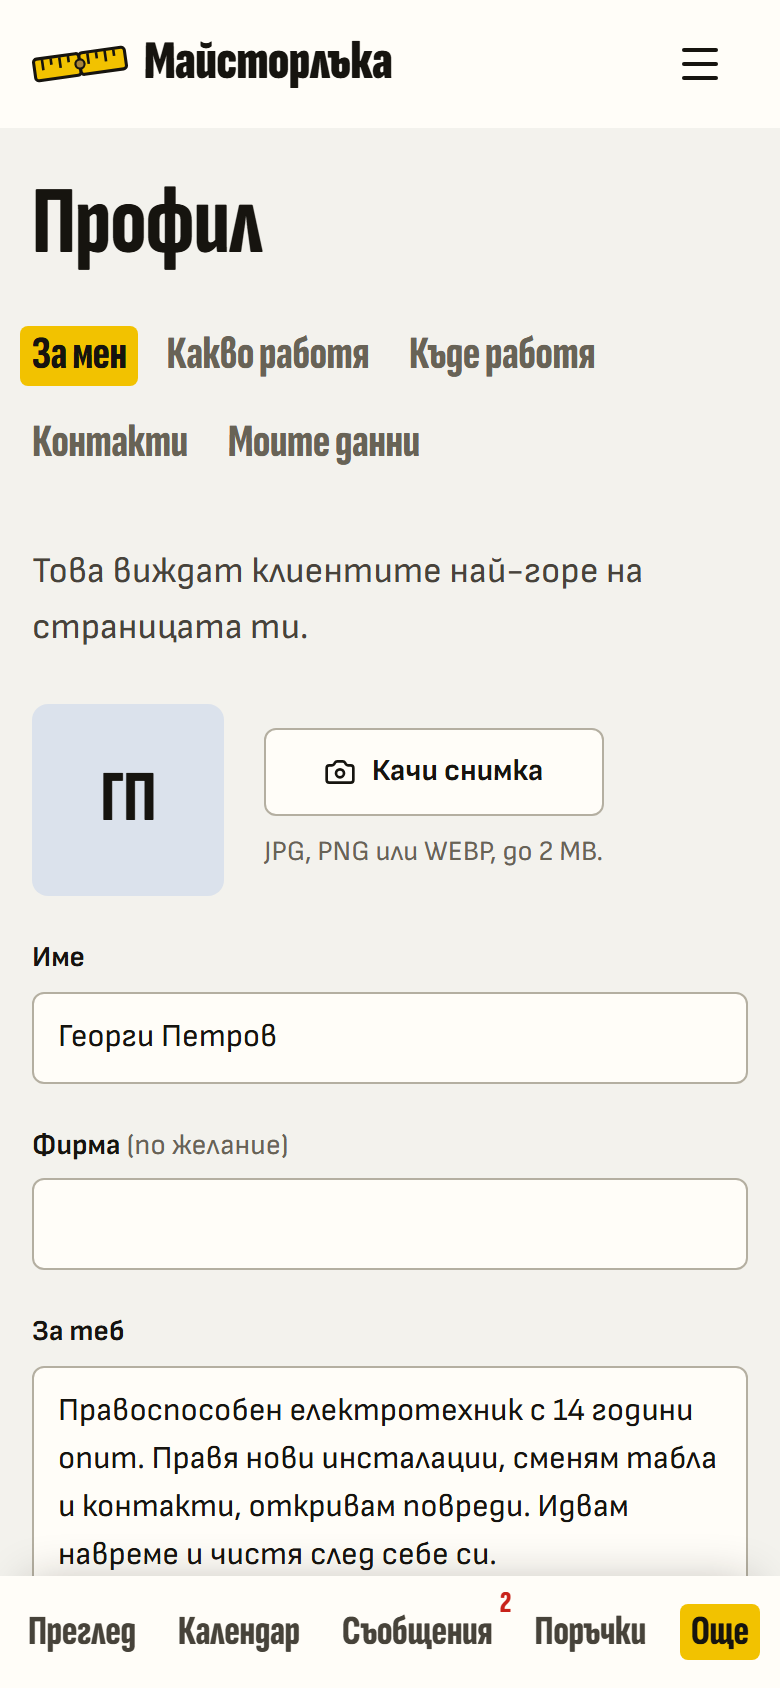 Майсторлъка
Профил
За мен Какво работя Къде работя
Контакти Моите данни
Това виждат клиентите най-горе на
страницата ти.
ГП
Качи снимка
JPG, PNG или WEBP, до 2 MB.
Име
Георги Петров
Фирма (по желание)
За теб
Правоспособен електротехник с 14 години
опит. Правя нови инсталации, сменям табла
и контакти, откривам повреди. Идвам
навреме и чистя след себе си.
Преглед Календар Съобщения 2 Поръчки Още